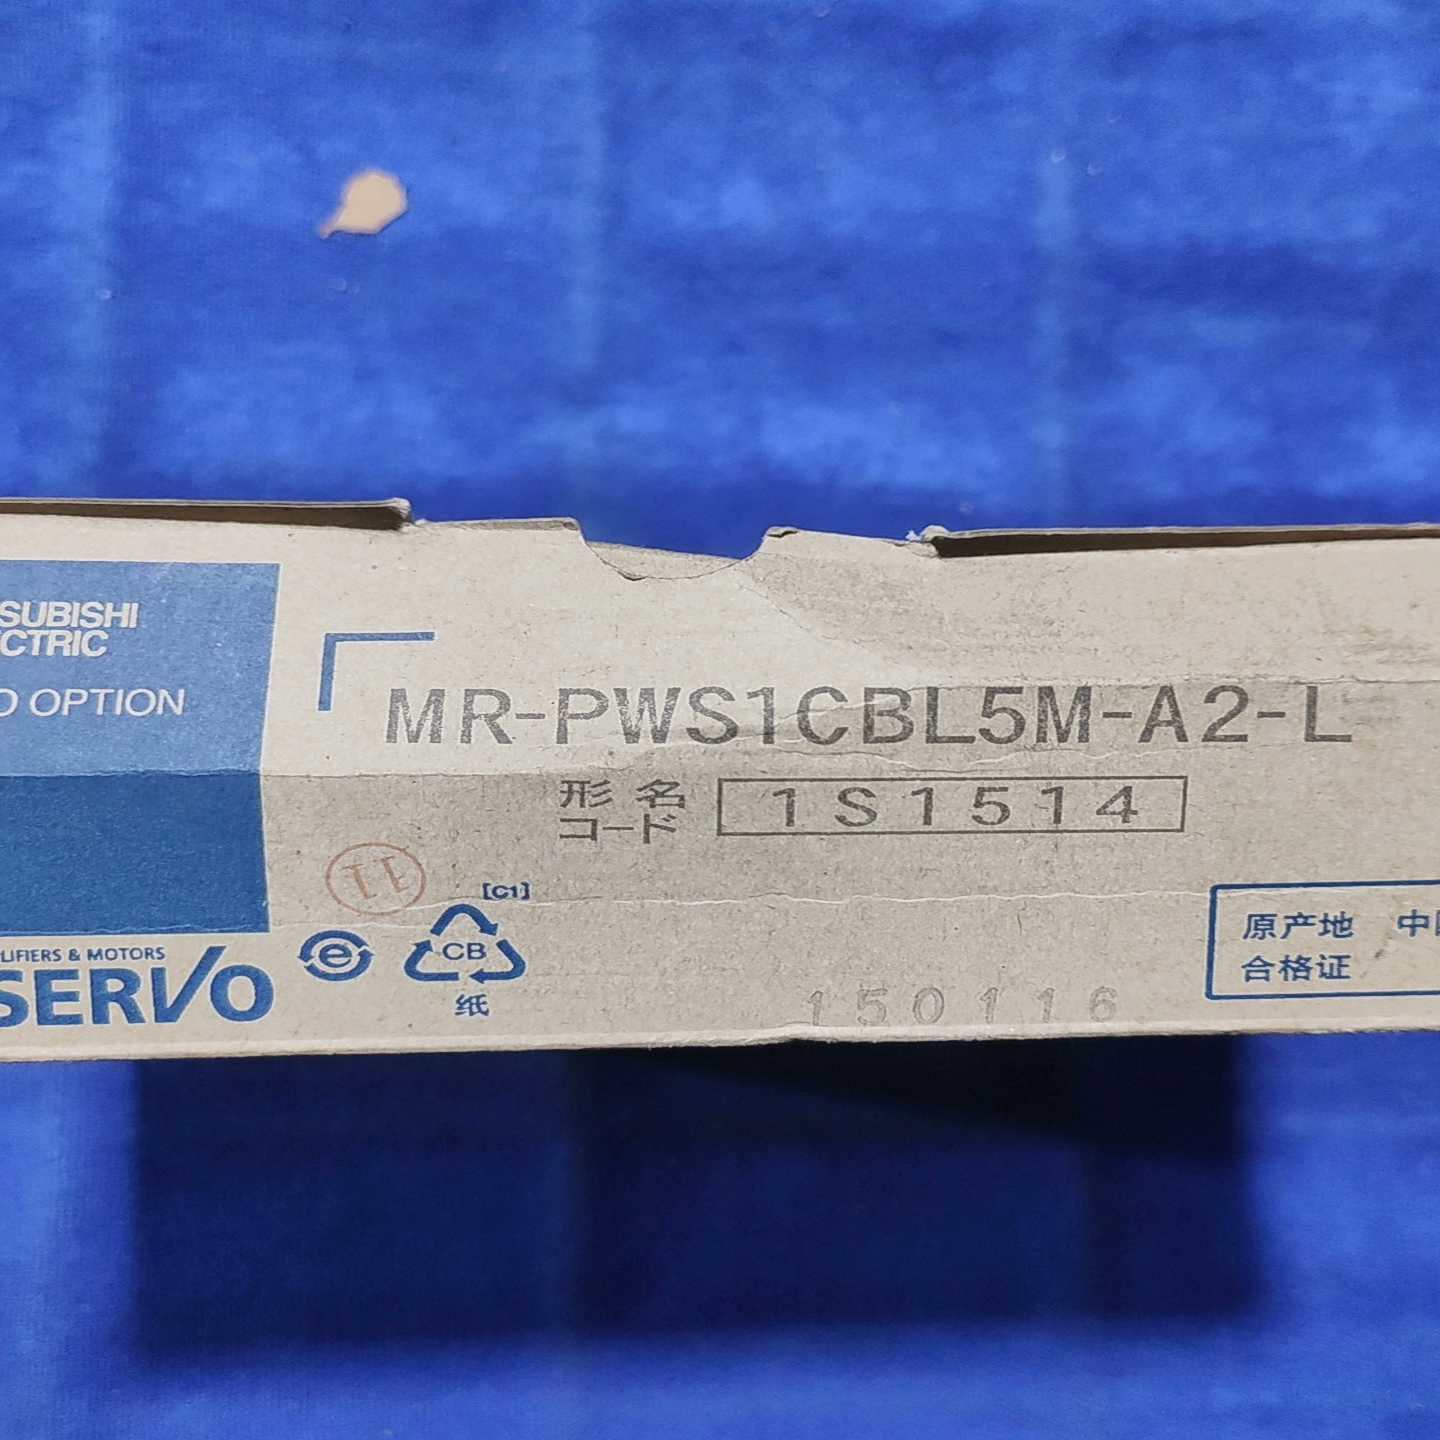 SUBISHI
CTRIC
O OPTION
MR-PWS1CBL5M-A2-L
形名
コード
1S1514
11
[C1]
e
CB
纸
LIFIERS & MOTORS
SERVO
150116
原产地 中
合格证